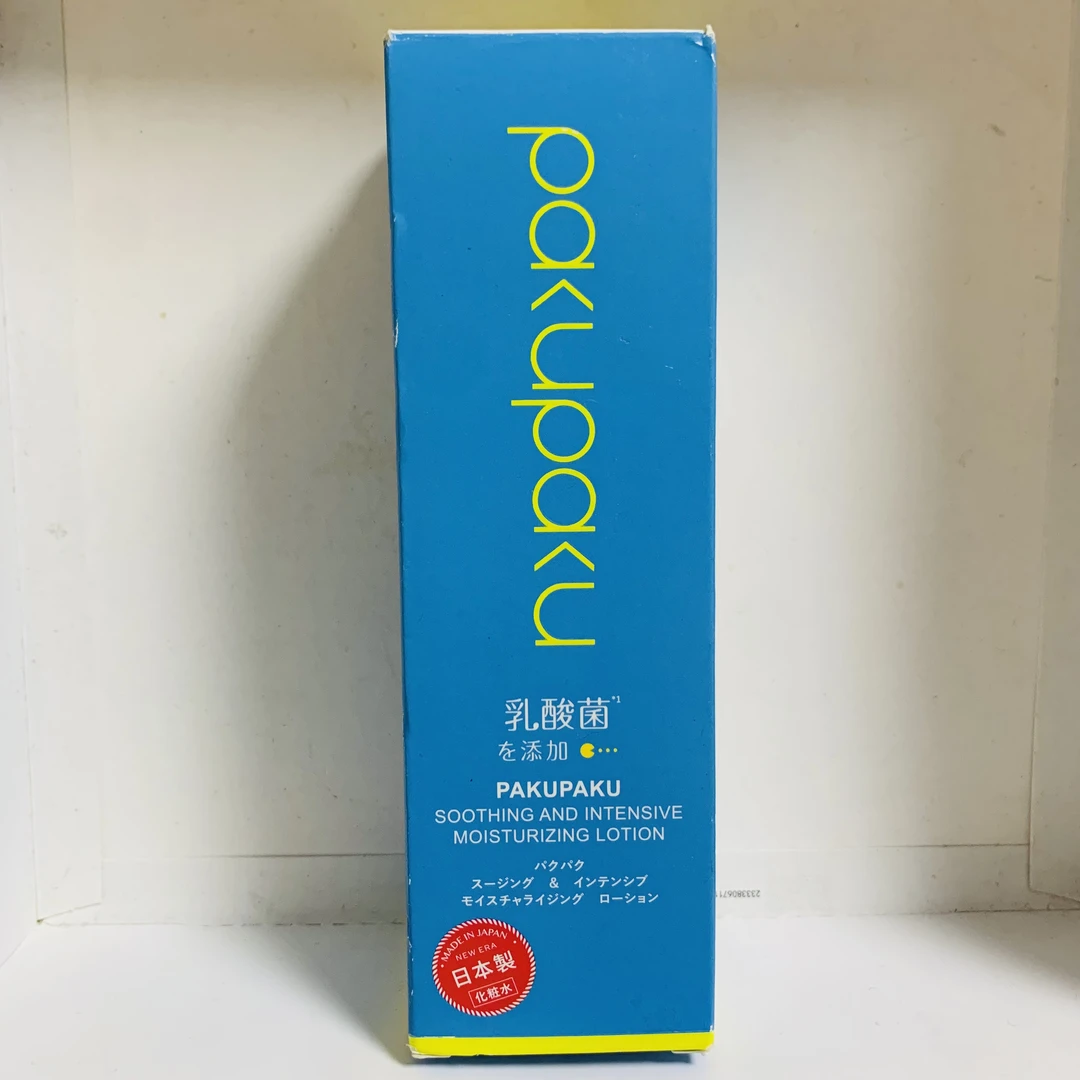 pakupaku
乳酸菌*1
を添加
PAKUPAKU
SOOTHING AND INTENSIVE
MOISTURIZING LOTION
パクパク
スージング & インテンシブ
モイスチャライジング ローション
MADE IN JAPAN
NEW ERA
日本製
化粧水